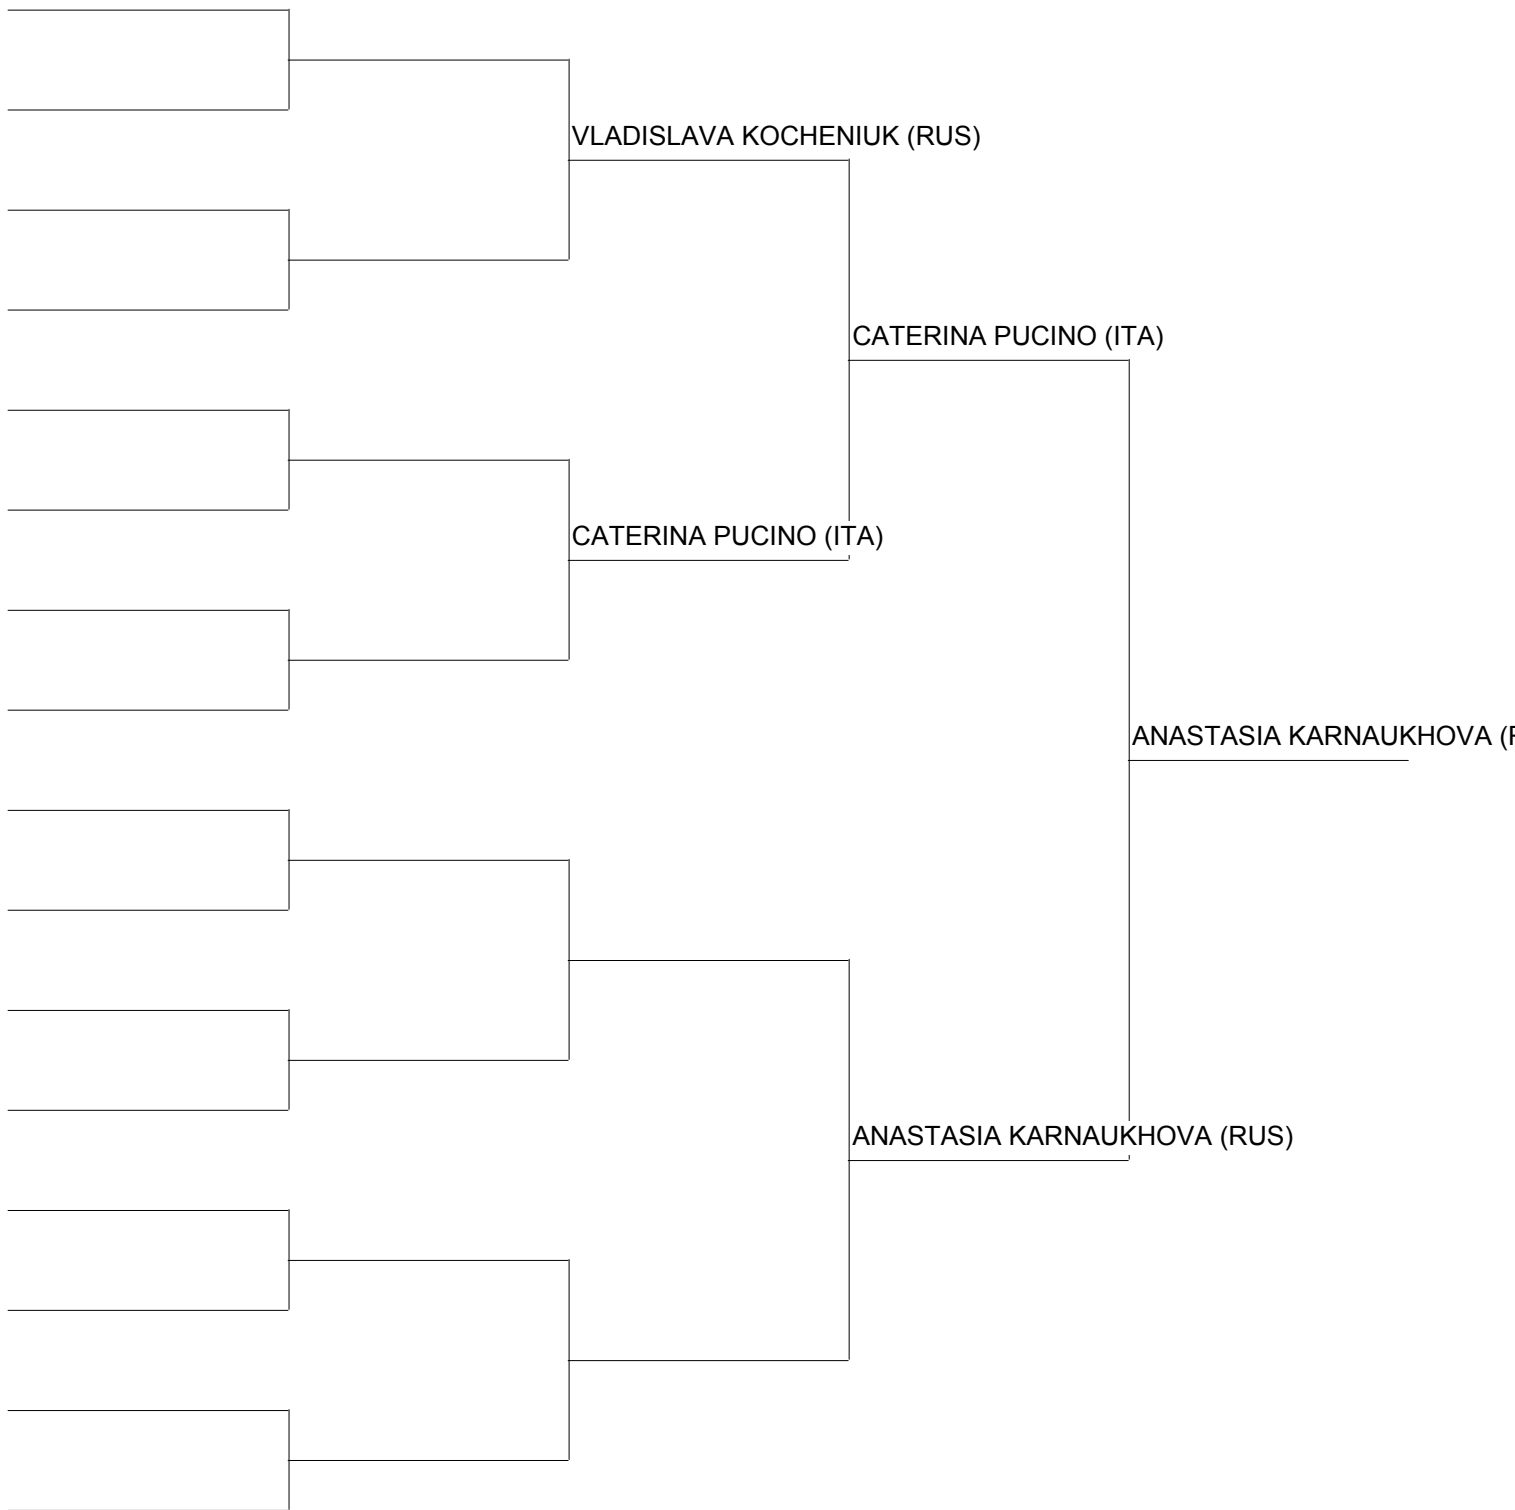 VLADISLAVA KOCHENIUK (RUS)
CATERINA PUCINO (ITA)
CATERINA PUCINO (ITA)
ANASTASIA KARNAUKHOVA (
ANASTASIA KARNAUKHOVA (RUS)